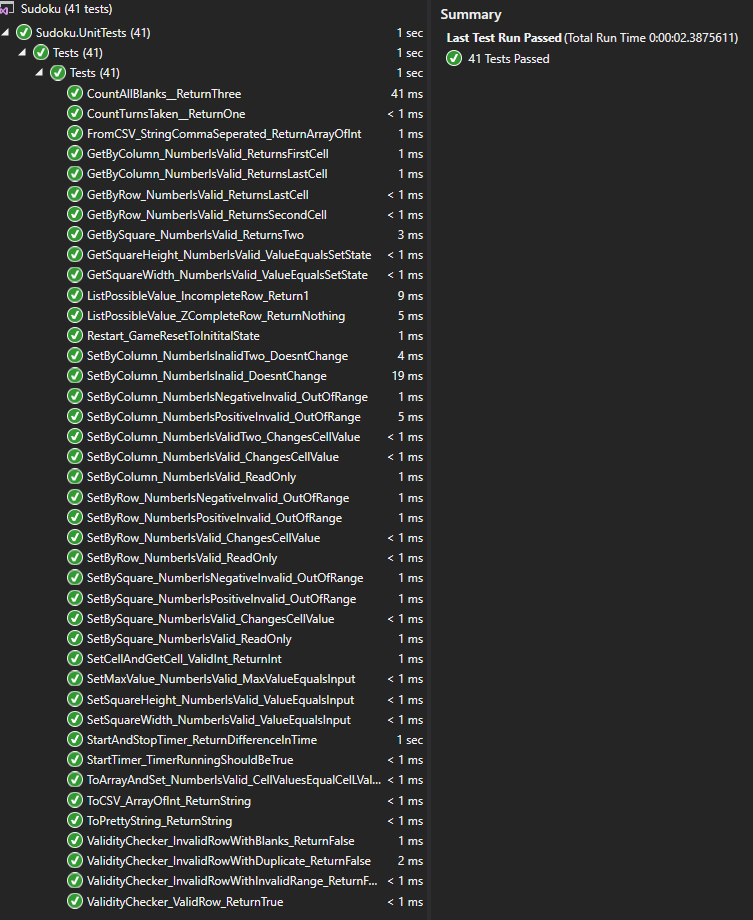 Sudoku (41 tests)
Sudoku.UnitTests (41) 1 sec
Tests (41) 1 sec
Tests (41) 1 sec
CountAllBlanks__ReturnThree 41 ms
CountTurnsTaken__ReturnOne < 1 ms
FromCSV_StringCommaSeperated_ReturnArrayOfInt 1 ms
GetByColumn_NumberIsValid_ReturnsFirstCell 1 ms
GetByColumn_NumberIsValid_ReturnsLastCell 1 ms
GetByRow_NumberIsValid_ReturnsLastCell < 1 ms
GetByRow_NumberIsValid_ReturnsSecondCell < 1 ms
GetBySquare_NumberIsValid_ReturnsTwo 3 ms
GetSquareHeight_NumberIsValid_ValueEqualsSetState < 1 ms
GetSquareWidth_NumberIsValid_ValueEqualsSetState < 1 ms
ListPossibleValue_IncompleteRow_Return1 9 ms
ListPossibleValue_ZCompleteRow_ReturnNothing 5 ms
Restart_GameResetToInititalState 1 ms
SetByColumn_NumberIsInalidTwo_DoesntChange 4 ms
SetByColumn_NumberIsInalid_DoesntChange 19 ms
SetByColumn_NumberIsNegativeInvalid_OutOfRange 1 ms
SetByColumn_NumberIsPositiveInvalid_OutOfRange 5 ms
SetByColumn_NumberIsValidTwo_ChangesCellValue < 1 ms
SetByColumn_NumberIsValid_ChangesCellValue < 1 ms
SetByColumn_NumberIsValid_ReadOnly 1 ms
SetByRow_NumberIsNegativeInvalid_OutOfRange 1 ms
SetByRow_NumberIsPositiveInvalid_OutOfRange 1 ms
SetByRow_NumberIsValid_ChangesCellValue < 1 ms
SetByRow_NumberIsValid_ReadOnly < 1 ms
SetBySquare_NumberIsNegativeInvalid_OutOfRange 1 ms
SetBySquare_NumberIsPositiveInvalid_OutOfRange 1 ms
SetBySquare_NumberIsValid_ChangesCellValue < 1 ms
SetBySquare_NumberIsValid_ReadOnly 1 ms
SetCellAndGetCell_ValidInt_ReturnInt 1 ms
SetMaxValue_NumberIsValid_MaxValueEqualsInput < 1 ms
SetSquareHeight_NumberIsValid_ValueEqualsInput < 1 ms
SetSquareWidth_NumberIsValid_ValueEqualsInput < 1 ms
StartAndStopTimer_ReturnDifferenceInTime 1 sec
StartTimer_TimerRunningShouldBeTrue < 1 ms
ToArrayAndSet_NumberIsValid_CellValuesEqualCellVal... < 1 ms
ToCSV_ArrayOfInt_ReturnString < 1 ms
ToPrettyString_ReturnString < 1 ms
ValidityChecker_InvalidRowWithBlanks_ReturnFalse 1 ms
ValidityChecker_InvalidRowWithDuplicate_ReturnFalse 2 ms
ValidityChecker_InvalidRowWithInvalidRange_ReturnF... < 1 ms
ValidityChecker_ValidRow_ReturnTrue < 1 ms
Summary
Last Test Run Passed (Total Run Time 0:00:02.3875611)
41 Tests Passed